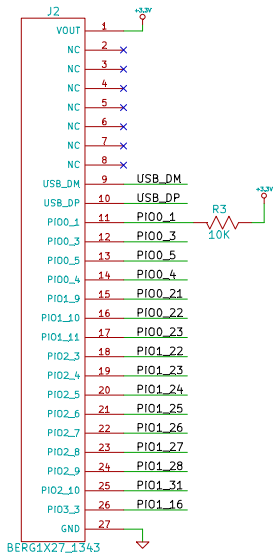 J2
+3.3V
VOUT 1
NC 2
NC 3
NC 4
NC 5
NC 6
NC 7
NC 8
USB_DM 9 USB_DM
USB_DP 10 USB_DP
+3.3V
PIO0_1 11 PIO0_1 R3 10K
PIO0_3 12 PIO0_3
PIO0_5 13 PIO0_5
PIO0_4 14 PIO0_4
PIO1_9 15 PIO0_21
PIO1_10 16 PIO0_22
PIO1_11 17 PIO0_23
PIO2_3 18 PIO1_22
PIO2_4 19 PIO1_23
PIO2_5 20 PIO1_24
PIO2_6 21 PIO1_25
PIO2_7 22 PIO1_26
PIO2_8 23 PIO1_27
PIO2_9 24 PIO1_28
PIO2_10 25 PIO1_31
PIO3_3 26 PIO1_16
GND 27
BERG1X27_1343